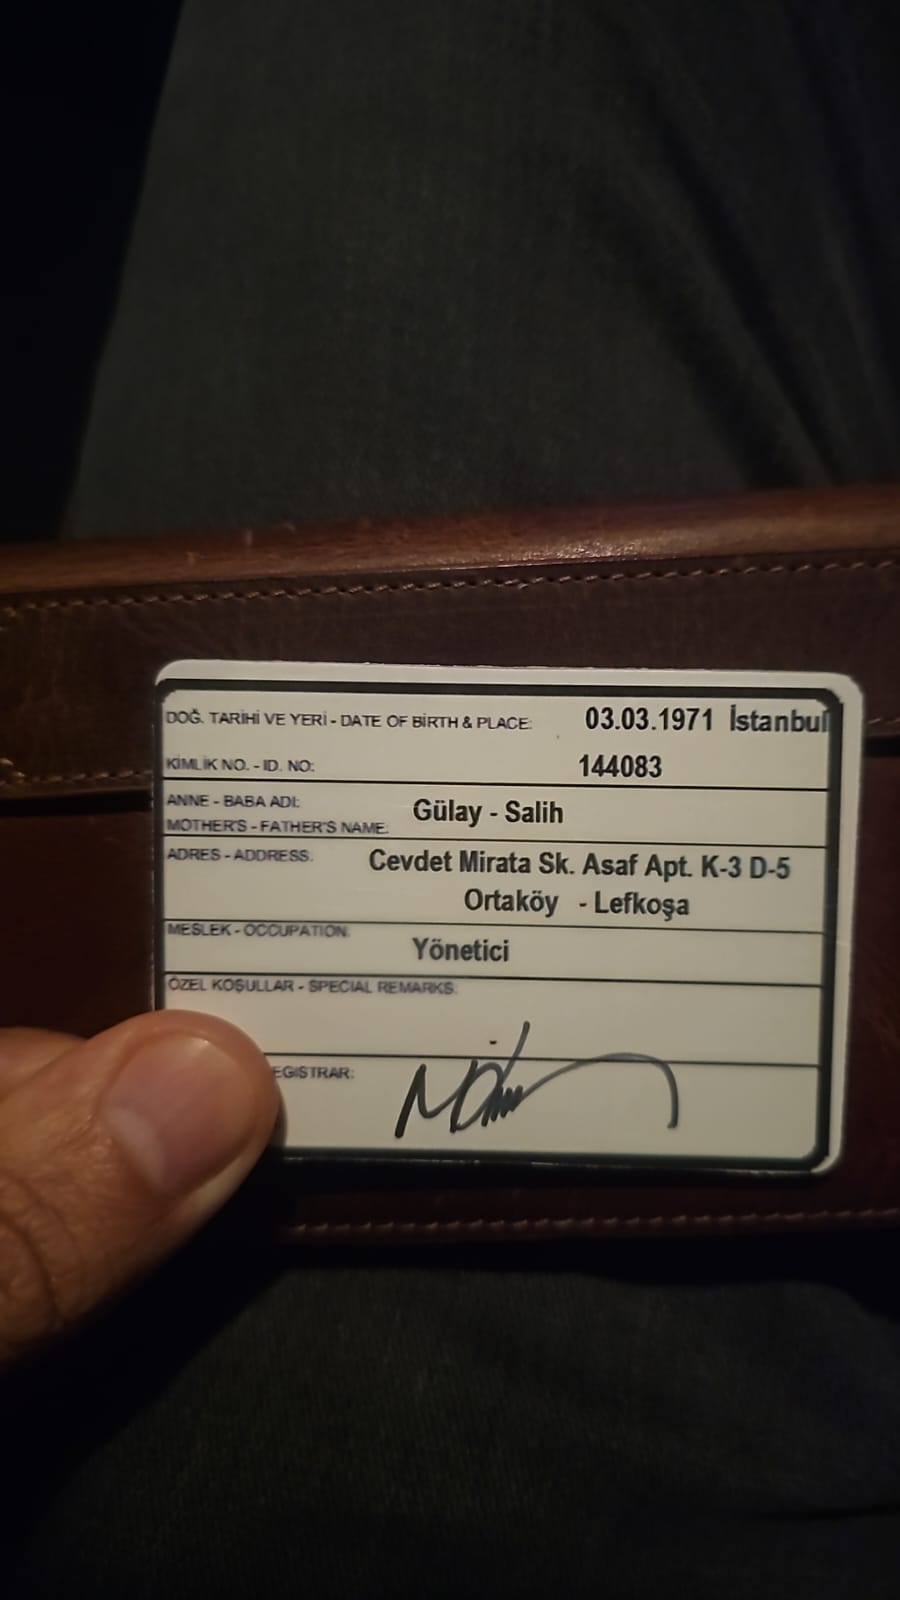 DOĞ. TARİHİ VE YERİ - DATE OF BIRTH & PLACE: 03.03.1971 İstanbul
KİMLİK NO. - ID. NO: 144083
ANNE - BABA ADI:
MOTHER'S - FATHER'S NAME: Gülay - Salih
ADRES - ADDRESS: Cevdet Mirata Sk. Asaf Apt. K-3 D-5
Ortaköy - Lefkoşa
MESLEK - OCCUPATION: Yönetici
ÖZEL KOŞULLAR - SPECIAL REMARKS:
EGISTRAR: